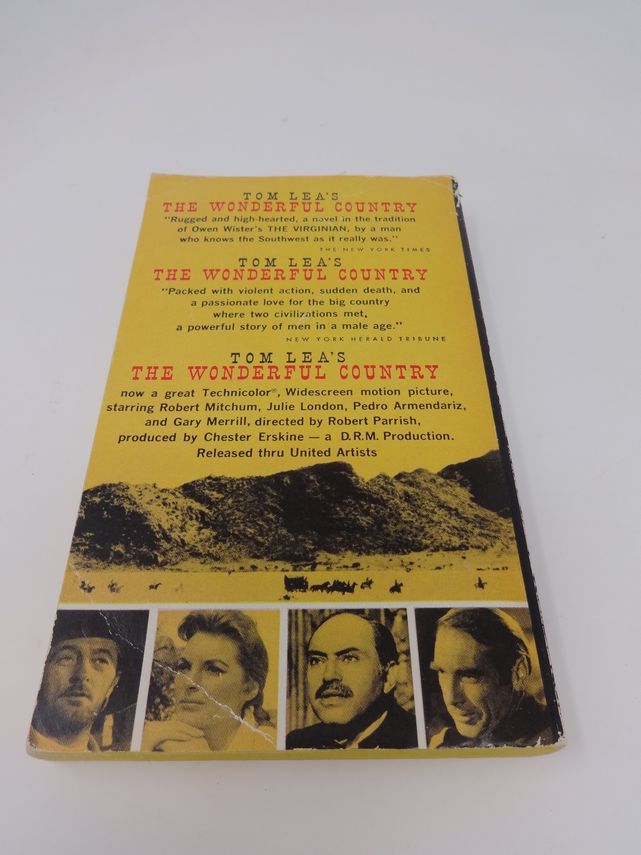 TOM LEA'S
THE WONDERFUL COUNTRY
"Rugged and high-hearted, a novel in the tradition
of Owen Wister's THE VIRGINIAN, by a man
who knows the Southwest as it really was."
THE NEW YORK TIMES
TOM LEA'S
THE WONDERFUL COUNTRY
"Packed with violent action, sudden death, and
a passionate love for the big country
where two civilizations met,
a powerful story of men in a male age."
NEW YORK HERALD TRIBUNE
TOM LEA'S
THE WONDERFUL COUNTRY
now a great Technicolor®, Widescreen motion picture,
starring Robert Mitchum, Julie London, Pedro Armendariz,
and Gary Merrill, directed by Robert Parrish,
produced by Chester Erskine — a D.R.M. Production.
Released thru United Artists